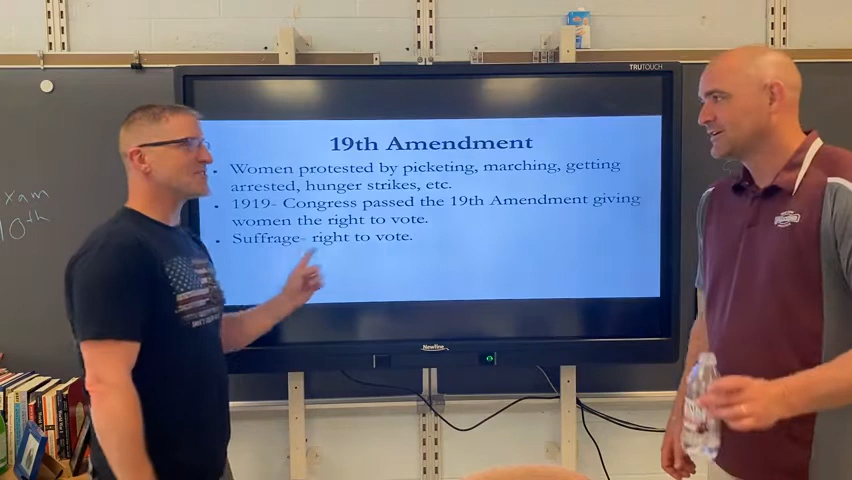 TRUTOUCH
19th Amendment
• Women protested by picketing, marching, getting
arrested, hunger strikes, etc.
• 1919- Congress passed the 19th Amendment giving
women the right to vote.
• Suffrage- right to vote.
xam
10th
Newline